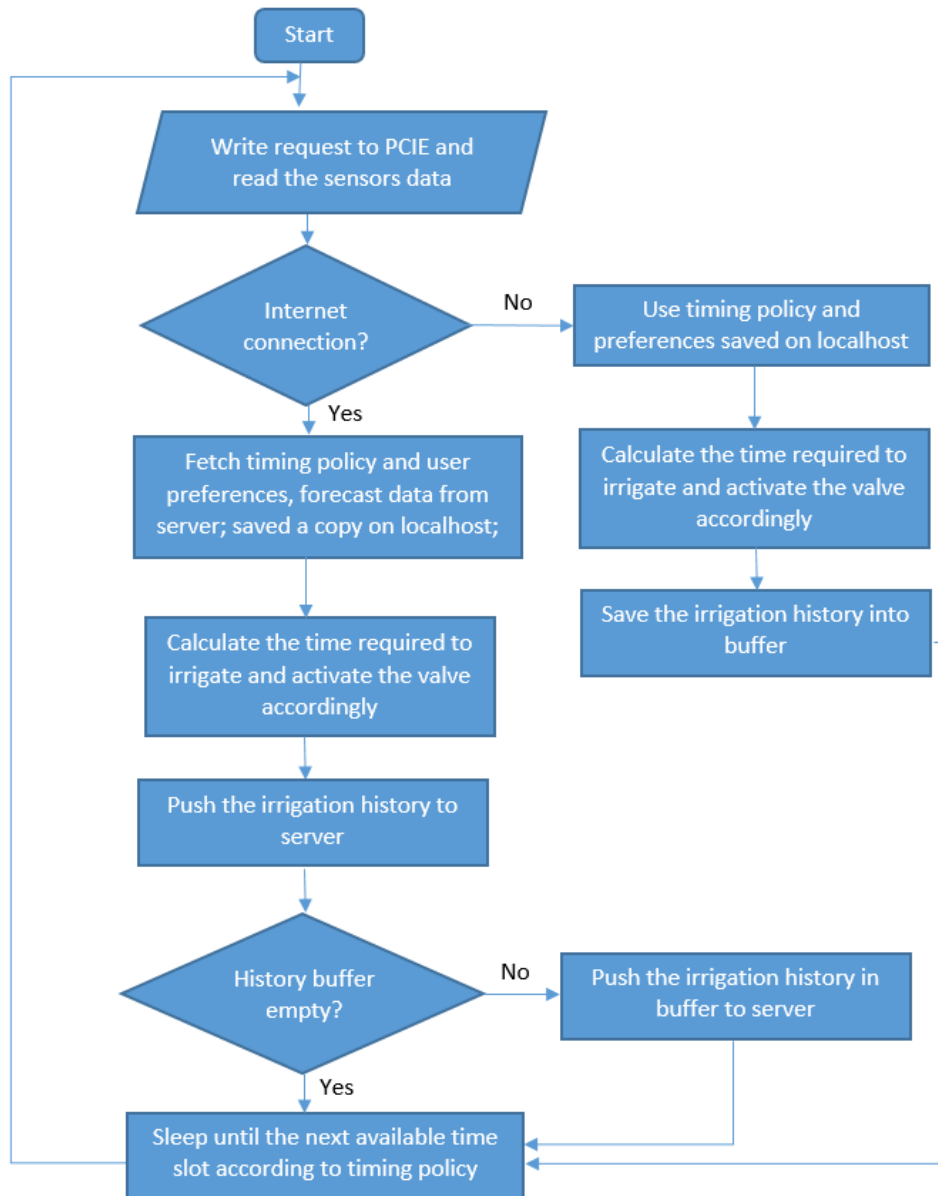 Start
Write request to PCIE and
read the sensors data
Internet
connection?
No
Use timing policy and
preferences saved on localhost
Yes
Fetch timing policy and user
preferences, forecast data from
server; saved a copy on localhost;
Calculate the time required to
irrigate and activate the valve
accordingly
Save the irrigation history into
buffer
Calculate the time required to
irrigate and activate the valve
accordingly
Push the irrigation history to
server
History buffer
empty?
No
Push the irrigation history in
buffer to server
Yes
Sleep until the next available time
slot according to timing policy